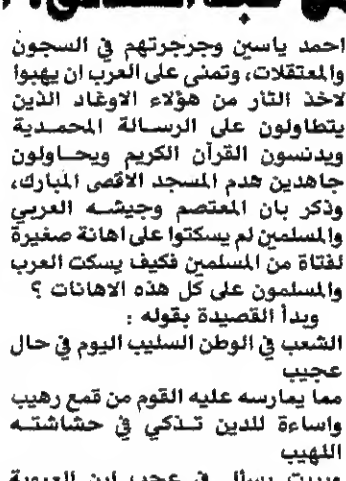 احمد ياسين وجرجرتهم في السجون
والمعتقلات، وتمنى على العرب ان يهبوا
لاخذ الثار من هؤلاء الاوغاد الذين
يتطاولون على الرسالة المحمدية
ويدنسون القرآن الكريم ويحاولون
جاهدين هدم المسجد الاقصى المبارك،
وذكر بان المعتصم وجيشه العربي
والمسلمين لم يسكتوا على اهانة صغيرة
لفتاة من المسلمين فكيف يسكت العرب
والمسلمون على كل هذه الاهانات ؟
وبدأ القصيدة بقوله :
الشعب في الوطن السليب اليوم في حال
عجيب
مما يمارسه عليه القوم من قمع رهيب
واساءة للدين تذكي في حشاشته
اللهيب